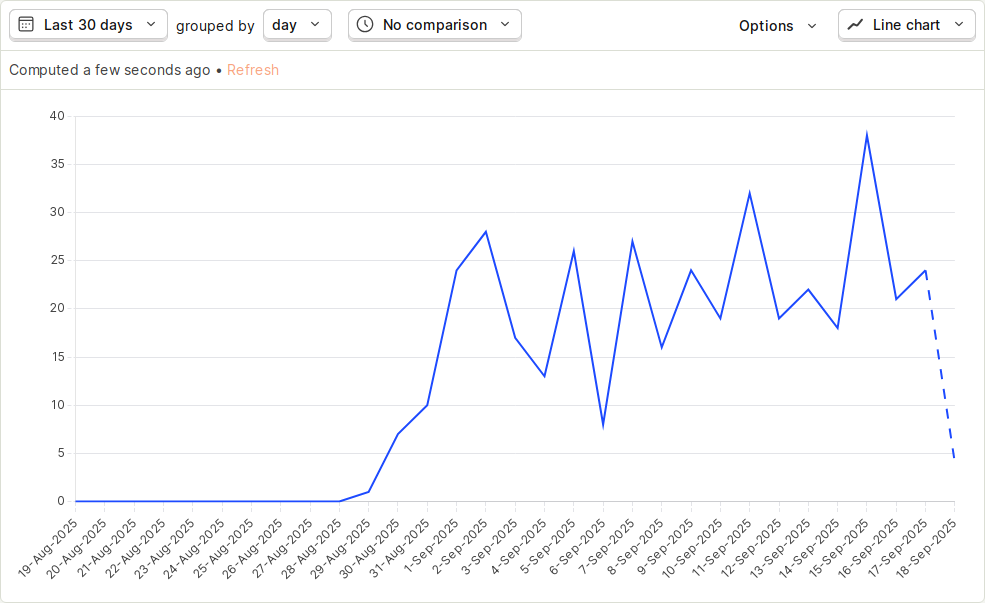 Last 30 days grouped by day No comparison Options Line chart
Computed a few seconds ago • Refresh
40
35
30
25
20
15
10
5
0
19-Aug-2025
20-Aug-2025
21-Aug-2025
22-Aug-2025
23-Aug-2025
24-Aug-2025
25-Aug-2025
26-Aug-2025
27-Aug-2025
28-Aug-2025
29-Aug-2025
30-Aug-2025
31-Aug-2025
1-Sep-2025
2-Sep-2025
3-Sep-2025
4-Sep-2025
5-Sep-2025
6-Sep-2025
7-Sep-2025
8-Sep-2025
9-Sep-2025
10-Sep-2025
11-Sep-2025
12-Sep-2025
13-Sep-2025
14-Sep-2025
15-Sep-2025
16-Sep-2025
17-Sep-2025
18-Sep-2025